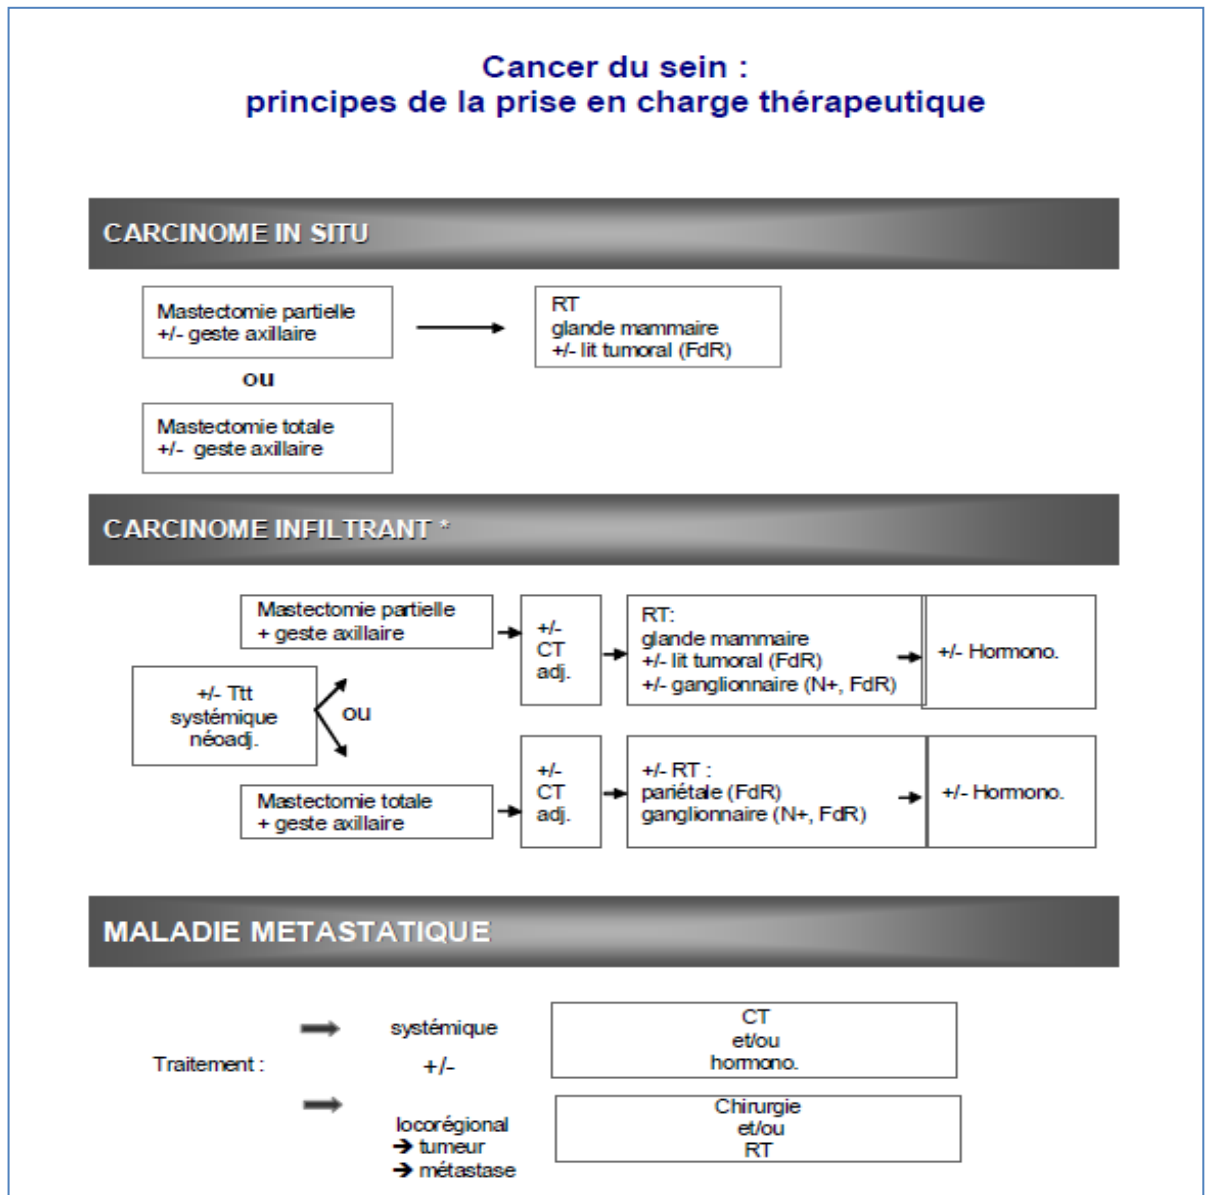 Cancer du sein :
principes de la prise en charge thérapeutique
CARCINOME IN SITU
Mastectomie partielle
+/- geste axillaire
RT
glande mammaire
+/- lit tumoral (FdR)
ou
Mastectomie totale
+/- geste axillaire
CARCINOME INFILTRANT *
+/- Ttt
systémique
néoadj.
ou
Mastectomie partielle
+ geste axillaire
+/-
CT
adj.
RT:
glande mammaire
+/- lit tumoral (FdR)
+/- ganglionnaire (N+, FdR)
+/- Hormono.
Mastectomie totale
+ geste axillaire
+/-
CT
adj.
+/- RT :
pariétale (FdR)
ganglionnaire (N+, FdR)
+/- Hormono.
MALADIE METASTATIQUE
Traitement :
systémique
+/-
CT
et/ou
hormono.
locorégional
➔ tumeur
➔ métastase
Chirurgie
et/ou
RT